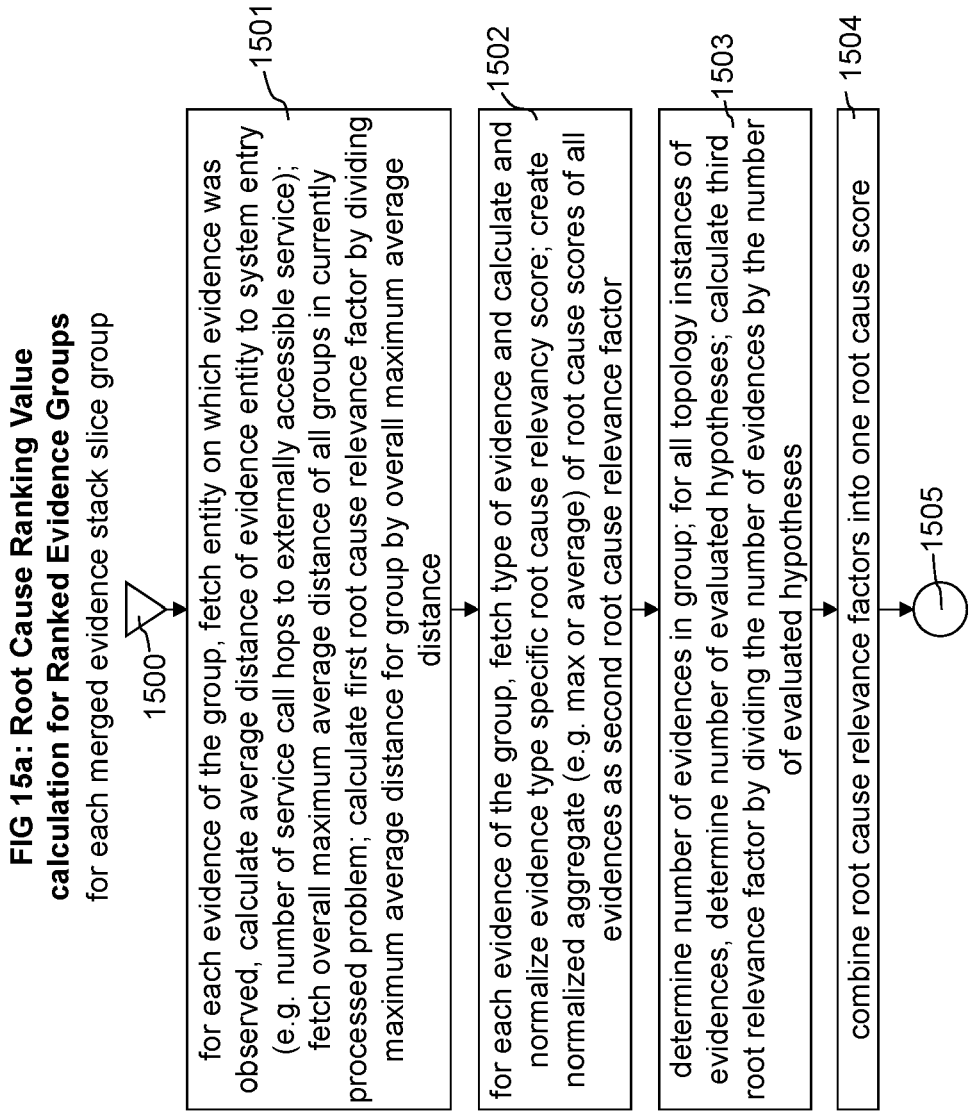 FIG 15a: Root Cause Ranking Value
calculation for Ranked Evidence Groups
for each merged evidence stack slice group
1500
for each evidence of the group, fetch entity on which evidence was
observed, calculate average distance of evidence entity to system entry
(e.g. number of service call hops to externally accessible service);
fetch overall maximum average distance of all groups in currently
processed problem; calculate first root cause relevance factor by dividing
maximum average distance for group by overall maximum average
distance
1501
for each evidence of the group, fetch type of evidence and calculate and
normalize evidence type specific root cause relevancy score; create
normalized aggregate (e.g. max or average) of root cause scores of all
evidences as second root cause relevance factor
1502
determine number of evidences in group; for all topology instances of
evidences, determine number of evaluated hypotheses; calculate third
root relevance factor by dividing the number of evidences by the number
of evaluated hypotheses
1503
combine root cause relevance factors into one root cause score
1504
1505